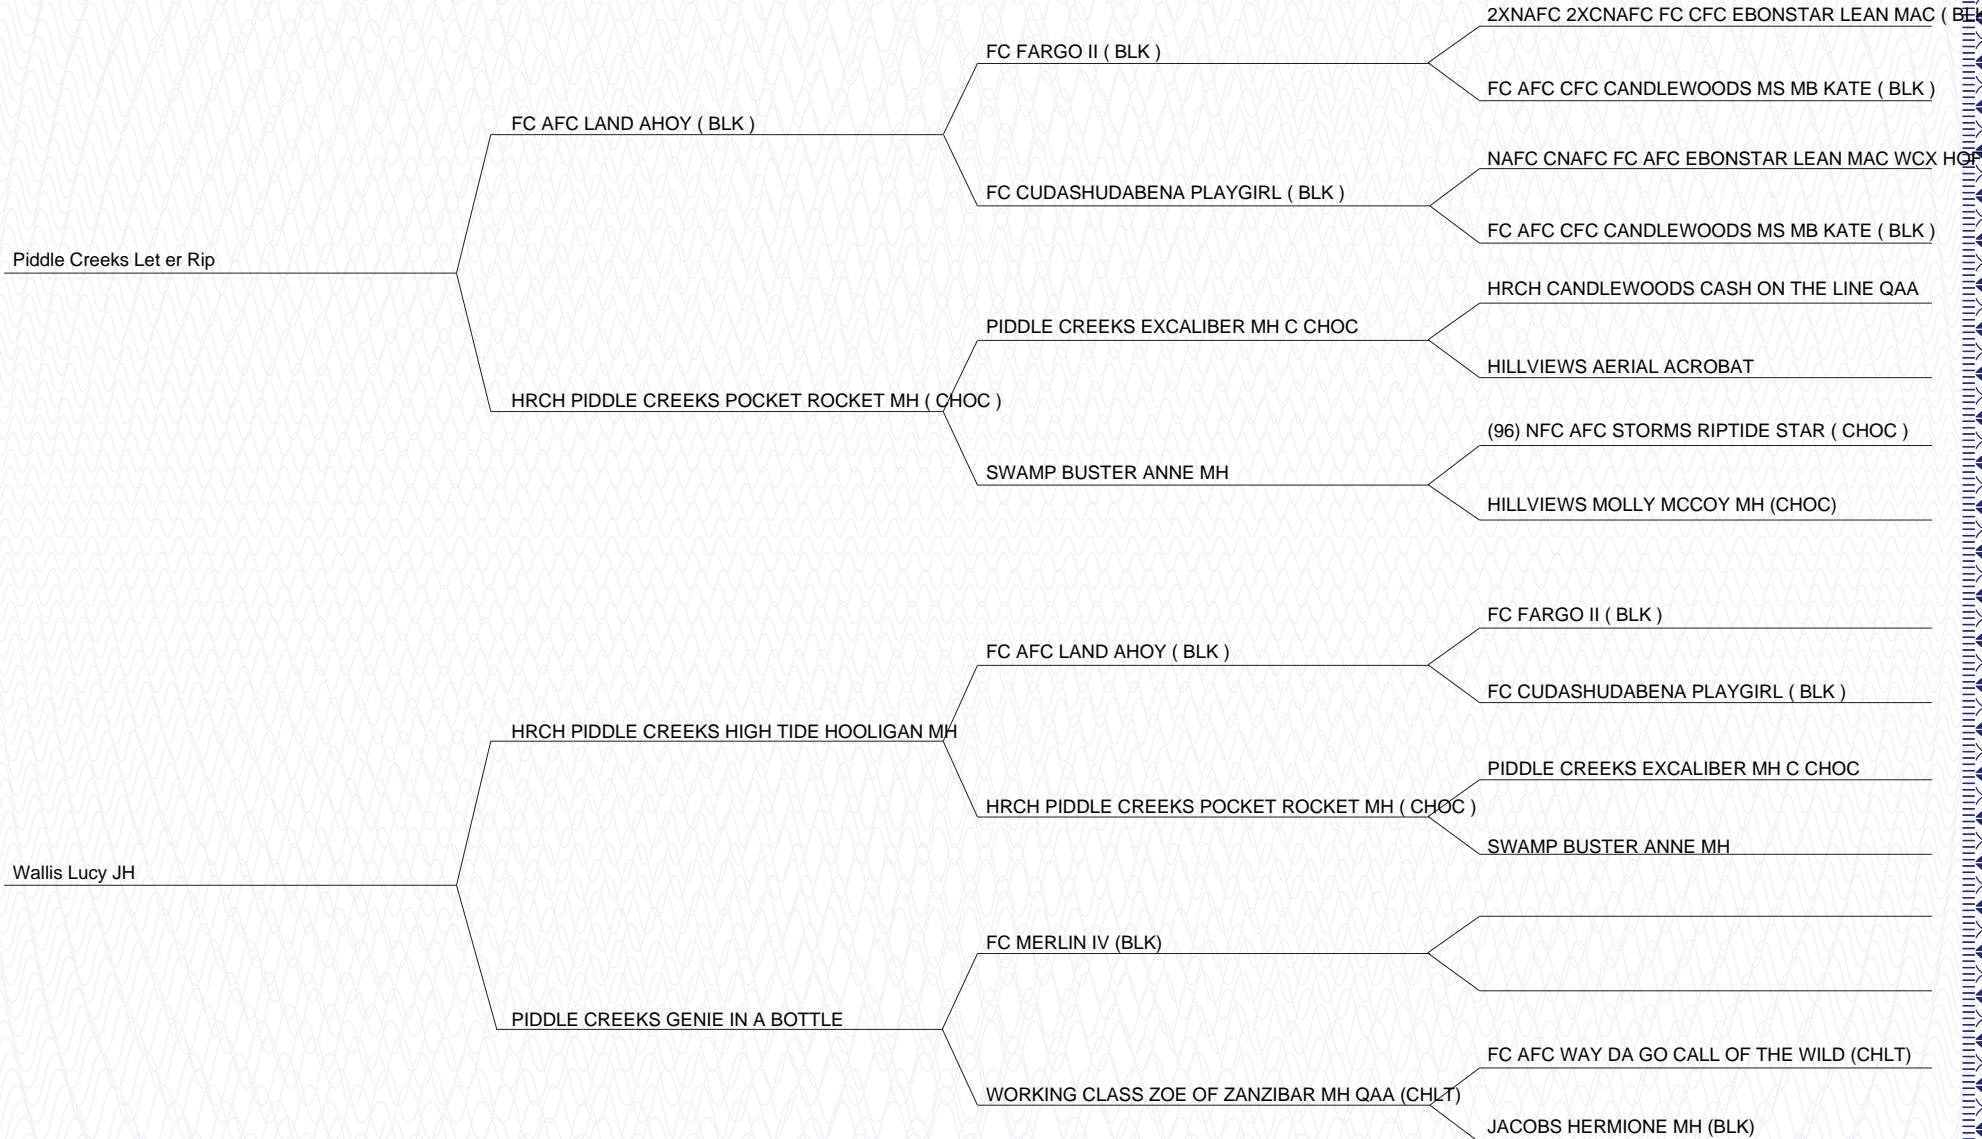 2XNAFC 2XCNAFC FC CFC EBONSTAR LEAN MAC ( BLK
FC FARGO II ( BLK )
FC AFC CFC CANDLEWOODS MS MB KATE ( BLK )
FC AFC LAND AHOY ( BLK )
NAFC CNAFC FC AFC EBONSTAR LEAN MAC WCX HOF
FC CUDASHUDABENA PLAYGIRL ( BLK )
FC AFC CFC CANDLEWOODS MS MB KATE ( BLK )
Piddle Creeks Let er Rip
HRCH CANDLEWOODS CASH ON THE LINE QAA
PIDDLE CREEKS EXCALIBER MH C CHOC
HILLVIEWS AERIAL ACROBAT
HRCH PIDDLE CREEKS POCKET ROCKET MH ( CHOC )
(96) NFC AFC STORMS RIPTIDE STAR ( CHOC )
SWAMP BUSTER ANNE MH
HILLVIEWS MOLLY MCCOY MH (CHOC)
FC FARGO II ( BLK )
FC AFC LAND AHOY ( BLK )
FC CUDASHUDABENA PLAYGIRL ( BLK )
HRCH PIDDLE CREEKS HIGH TIDE HOOLIGAN MH
PIDDLE CREEKS EXCALIBER MH C CHOC
HRCH PIDDLE CREEKS POCKET ROCKET MH ( CHOC )
SWAMP BUSTER ANNE MH
Wallis Lucy JH
FC MERLIN IV (BLK)
PIDDLE CREEKS GENIE IN A BOTTLE
FC AFC WAY DA GO CALL OF THE WILD (CHLT)
WORKING CLASS ZOE OF ZANZIBAR MH QAA (CHLT)
JACOBS HERMIONE MH (BLK)